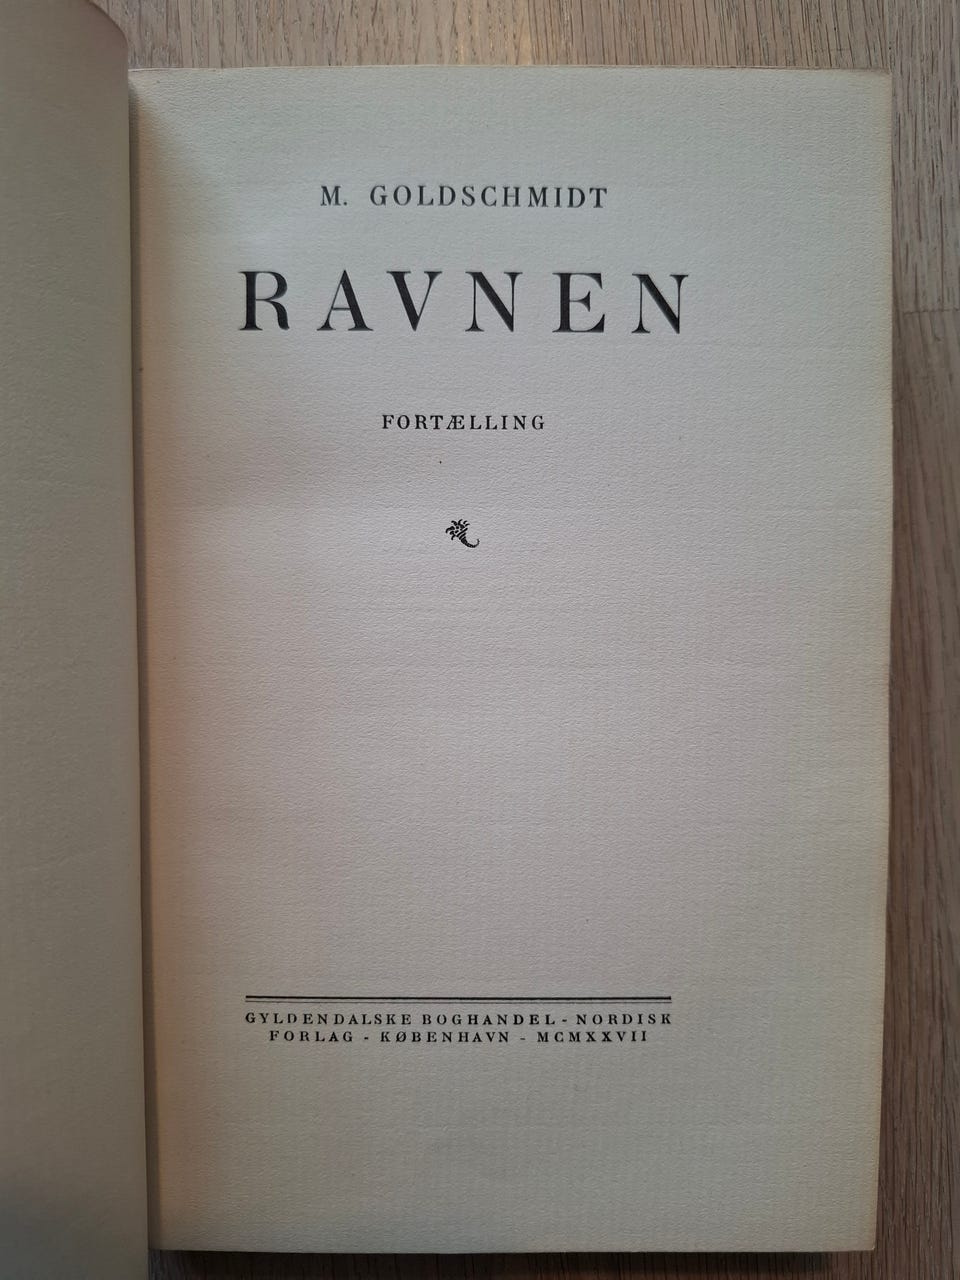 M. GOLDSCHMIDT
RAVNEN
FORTÆLLING
GYLDENDALSKE BOGHANDEL - NORDISK
FORLAG - KØBENHAVN - MCMXXVII